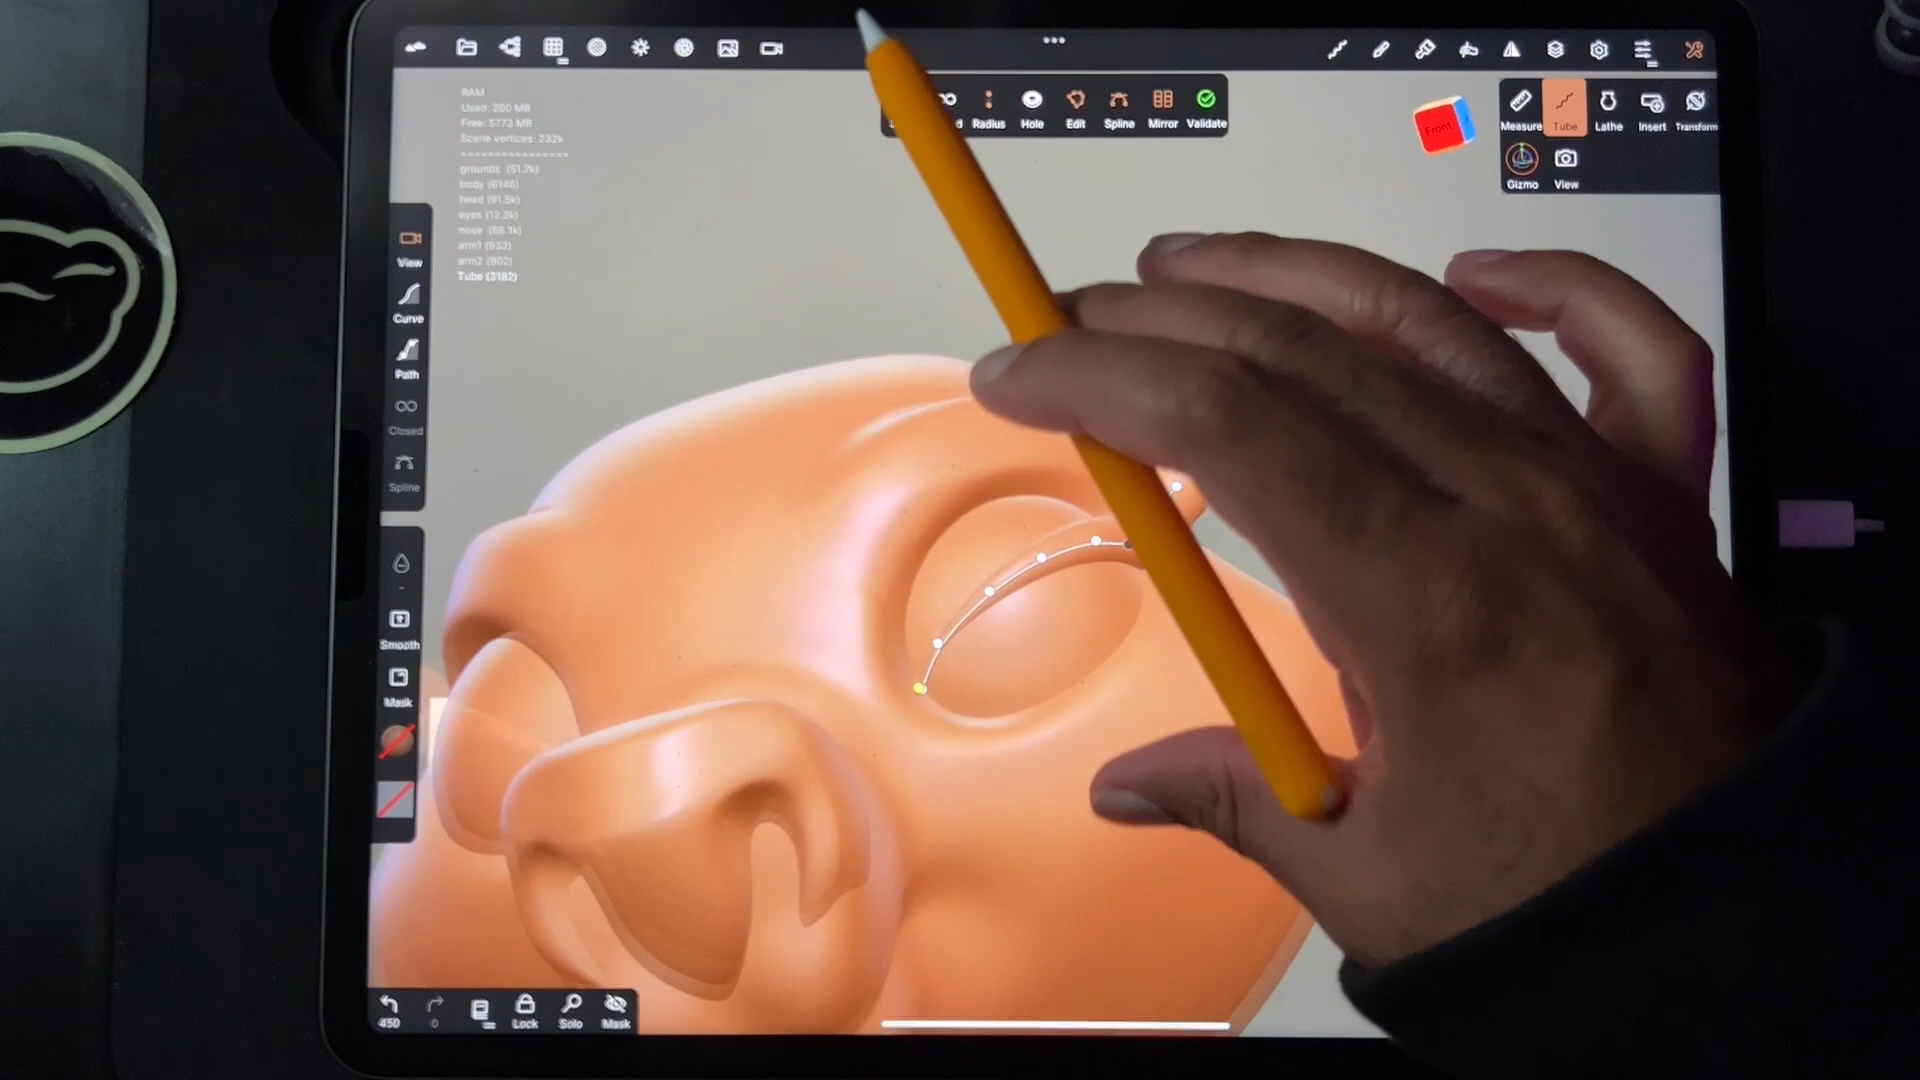 RAM
Used: 200 MB
Free: 5773 MB
Scene vertices: 232k
==================
grounds (51.7k)
body (6146)
head (91.5k)
eyes (12.2k)
nose (66.1k)
arm1 (932)
arm2 (902)
Tube (3182)
Radius Hole Edit Spline Mirror Validate
Front
Measure Tube Lathe Insert Transform
Gizmo View
View
Curve
Path
Closed
Spline
Smooth
Mask
450 0 Lock Solo Mask